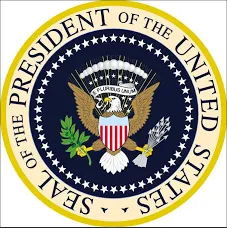 SEAL OF THE PRESIDENT OF THE UNITED STATES
E PLURIBUS UNUM